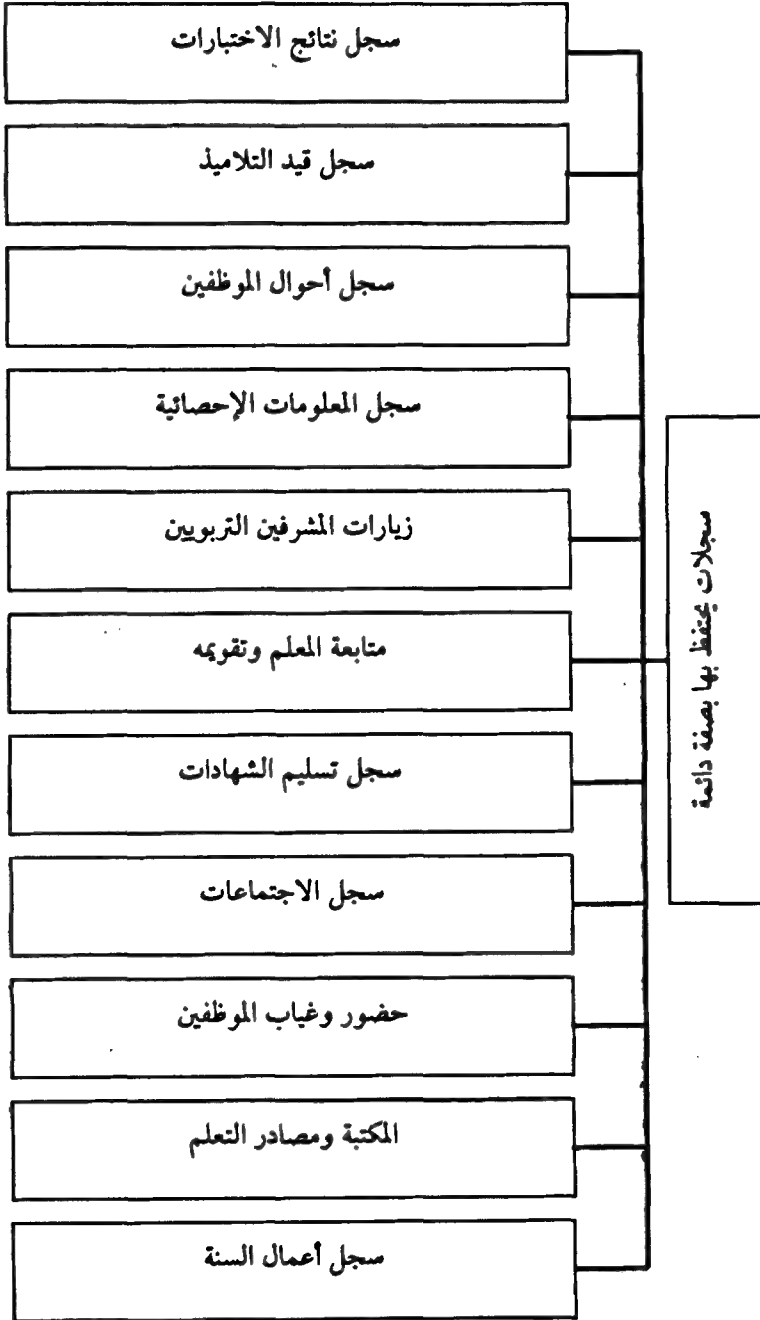 سجلات يحتفظ بها بصفة دائمة
سجل نتائج الاختبارات
سجل قيد التلاميذ
سجل أحوال الموظفين
سجل المعلومات الإحصائية
زيارات المشرفين التربويين
متابعة المعلم وتقويمه
سجل تسليم الشهادات
سجل الاجتماعات
حضور وغياب الموظفين
المكتبة ومصادر التعلم
سجل أعمال السنة